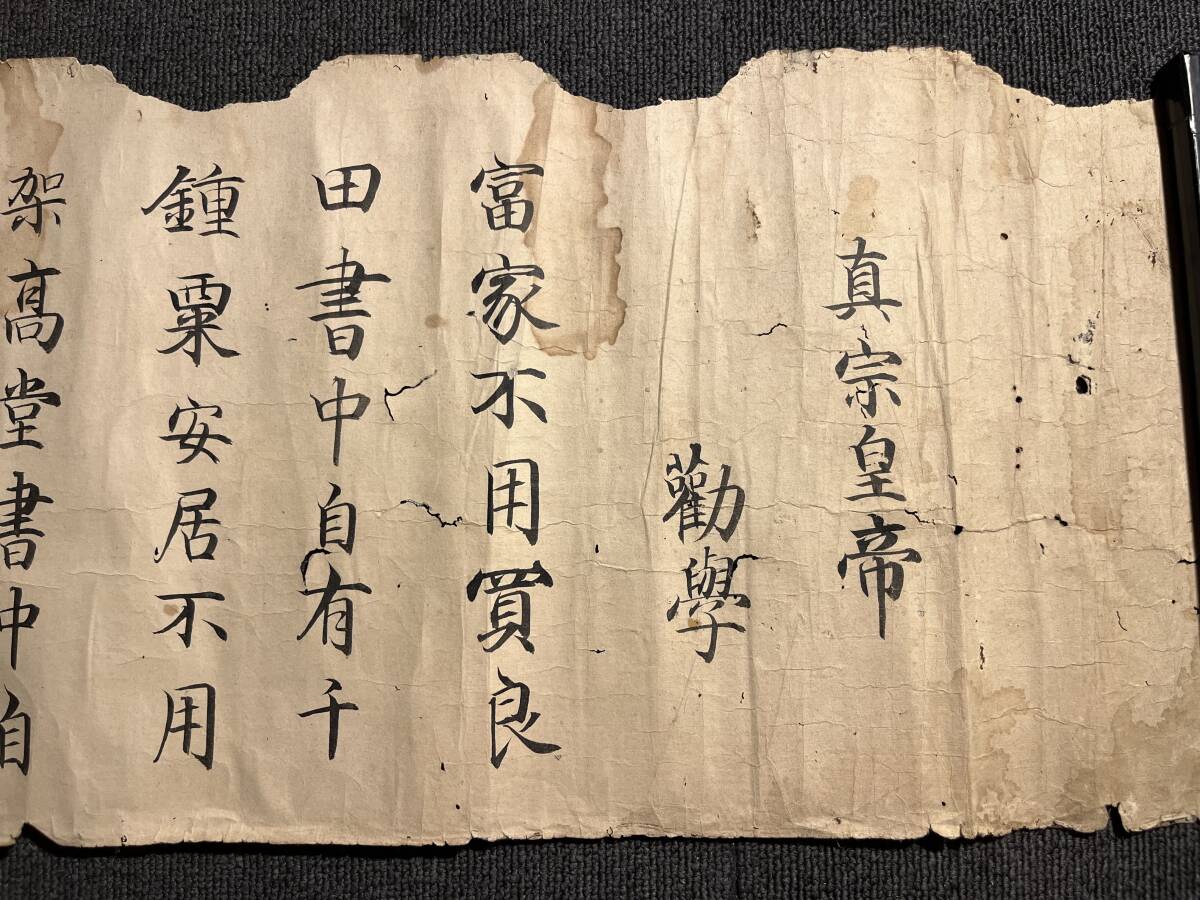 真宗皇帝
勸學
富家不用買良
田書中自有千
鍾粟安居不用
架高堂書中自